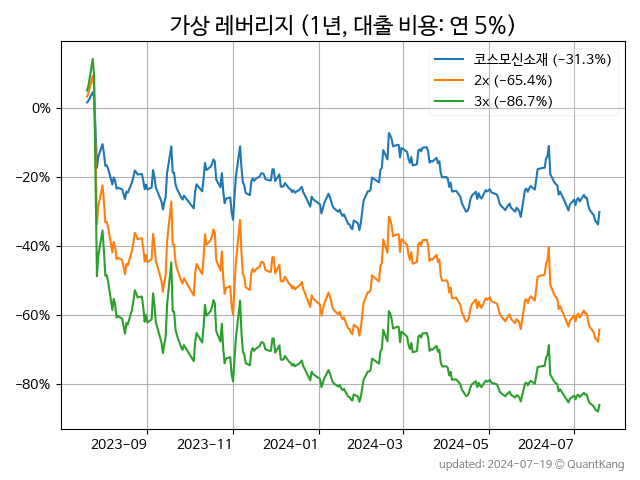 가상 레버리지 (1년, 대출 비용: 연 5%)
코스모신소재 (−31.3%)
2x (−65.4%)
3x (−86.7%)
0%
−20%
−40%
−60%
−80%
2023-09
2023-11
2024-01
2024-03
2024-05
2024-07
updated: 2024-07-19 © QuantKang